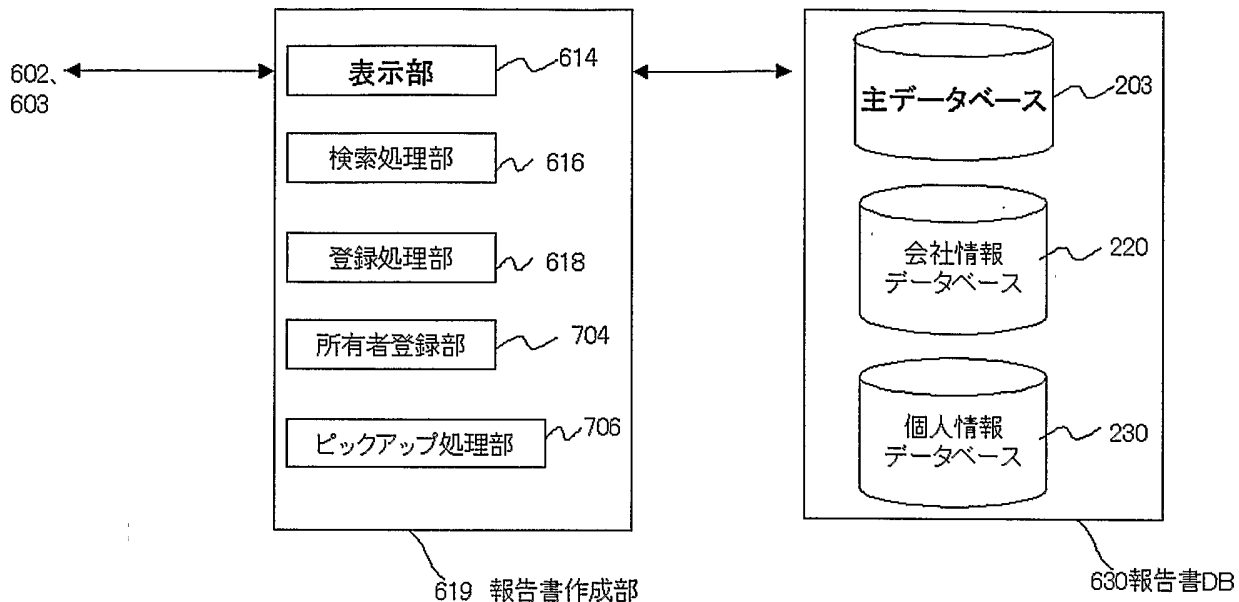 602、
603
表示部
614
検索処理部
616
登録処理部
618
所有者登録部
704
ピックアップ処理部
706
619 報告書作成部
主データベース
203
会社情報
データベース
220
個人情報
データベース
230
630報告書DB